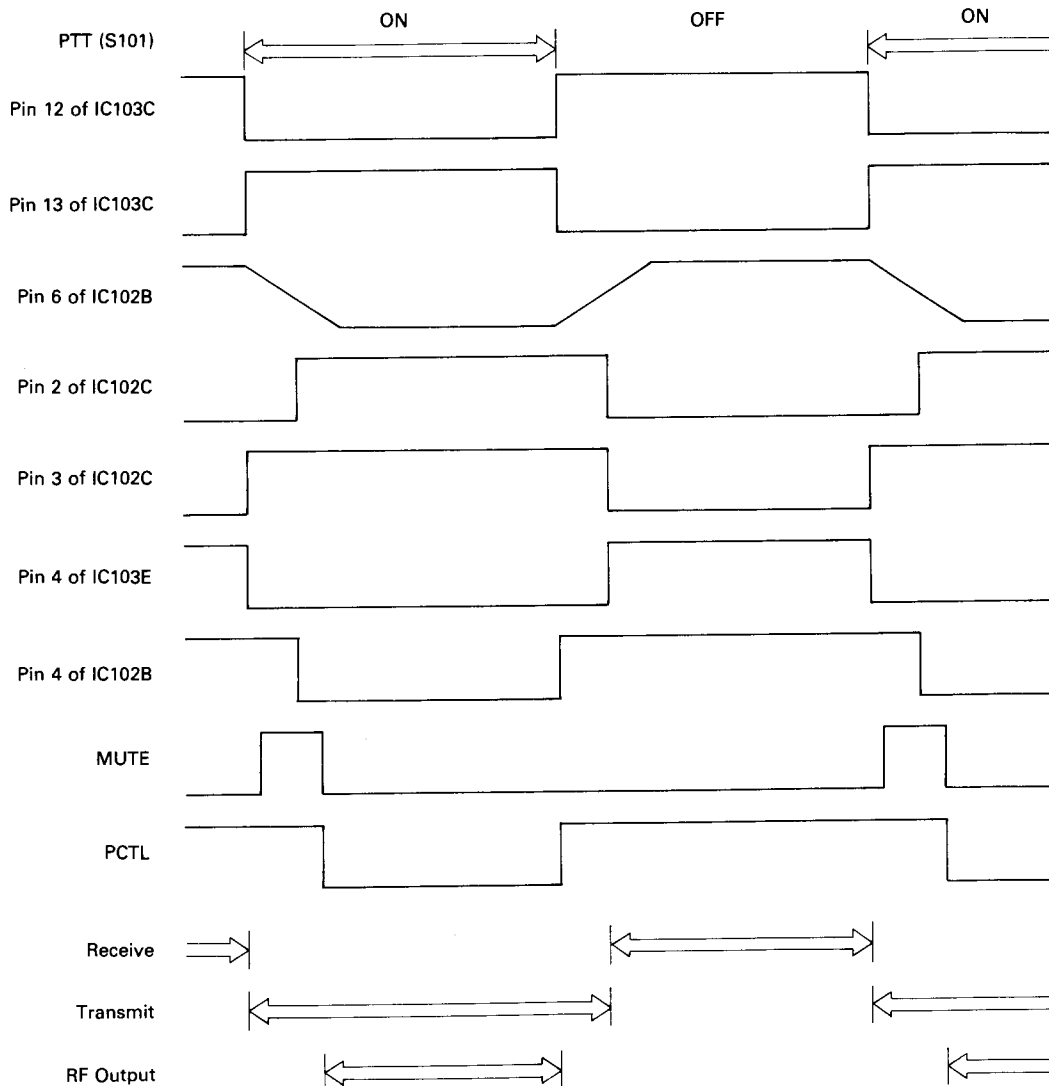 ON OFF ON
PTT (S101)
Pin 12 of IC103C
Pin 13 of IC103C
Pin 6 of IC102B
Pin 2 of IC102C
Pin 3 of IC102C
Pin 4 of IC103E
Pin 4 of IC102B
MUTE
PCTL
Receive
Transmit
RF Output